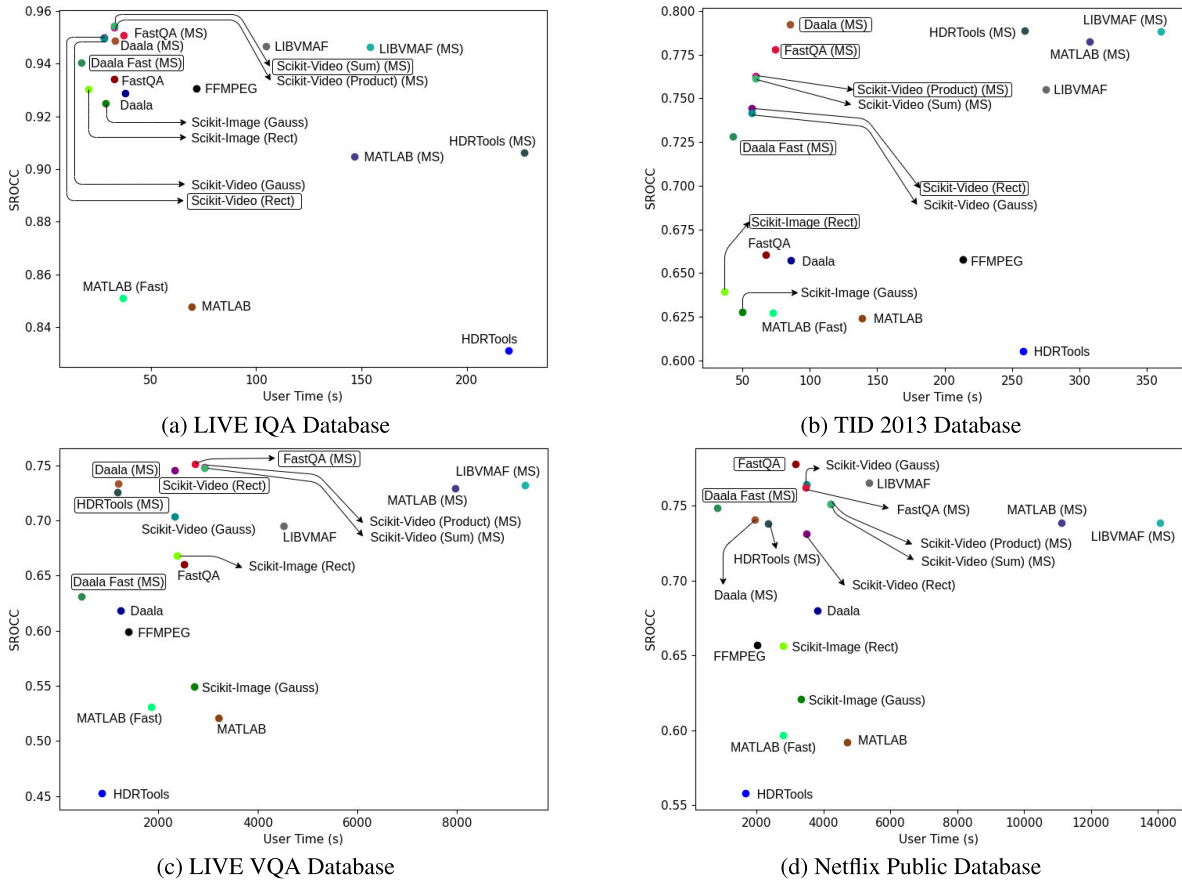 0.96
0.94
0.92
0.90
0.88
0.86
0.84
SROCC
FastQA (MS)
Daala (MS)
Daala Fast (MS)
FastQA
Daala
LIBVMAF
LIBVMAF (MS)
Scikit-Video (Sum) (MS)
Scikit-Video (Product) (MS)
FFMPEG
Scikit-Image (Gauss)
Scikit-Image (Rect)
HDRTools (MS)
MATLAB (MS)
Scikit-Video (Gauss)
Scikit-Video (Rect)
MATLAB (Fast)
MATLAB
HDRTools
50 100 150 200
User Time (s)
(a) LIVE IQA Database
0.800
0.775
0.750
0.725
0.700
0.675
0.650
0.625
0.600
SROCC
Daala (MS)
HDRTools (MS)
LIBVMAF (MS)
FastQA (MS)
MATLAB (MS)
Scikit-Video (Product) (MS)
LIBVMAF
Scikit-Video (Sum) (MS)
Daala Fast (MS)
Scikit-Video (Rect)
Scikit-Video (Gauss)
Scikit-Image (Rect)
FastQA
Daala
FFMPEG
Scikit-Image (Gauss)
MATLAB (Fast)
MATLAB
HDRTools
50 100 150 200 250 300 350
User Time (s)
(b) TID 2013 Database
0.75
0.70
0.65
0.60
0.55
0.50
0.45
SROCC
FastQA (MS)
Daala (MS)
LIBVMAF (MS)
Scikit-Video (Rect)
HDRTools (MS)
MATLAB (MS)
Scikit-Video (Product) (MS)
Scikit-Video (Gauss)
LIBVMAF
Scikit-Video (Sum) (MS)
Scikit-Image (Rect)
FastQA
Daala Fast (MS)
Daala
FFMPEG
Scikit-Image (Gauss)
MATLAB (Fast)
MATLAB
HDRTools
2000 4000 6000 8000
User Time (s)
(c) LIVE VQA Database
0.75
0.70
0.65
0.60
0.55
SROCC
FastQA
Scikit-Video (Gauss)
LIBVMAF
Daala Fast (MS)
FastQA (MS)
MATLAB (MS)
LIBVMAF (MS)
HDRTools (MS)
Scikit-Video (Product) (MS)
Scikit-Video (Sum) (MS)
Daala (MS)
Scikit-Video (Rect)
Daala
FFMPEG
Scikit-Image (Rect)
Scikit-Image (Gauss)
MATLAB (Fast)
MATLAB
HDRTools
2000 4000 6000 8000 10000 12000 14000
User Time (s)
(d) Netflix Public Database